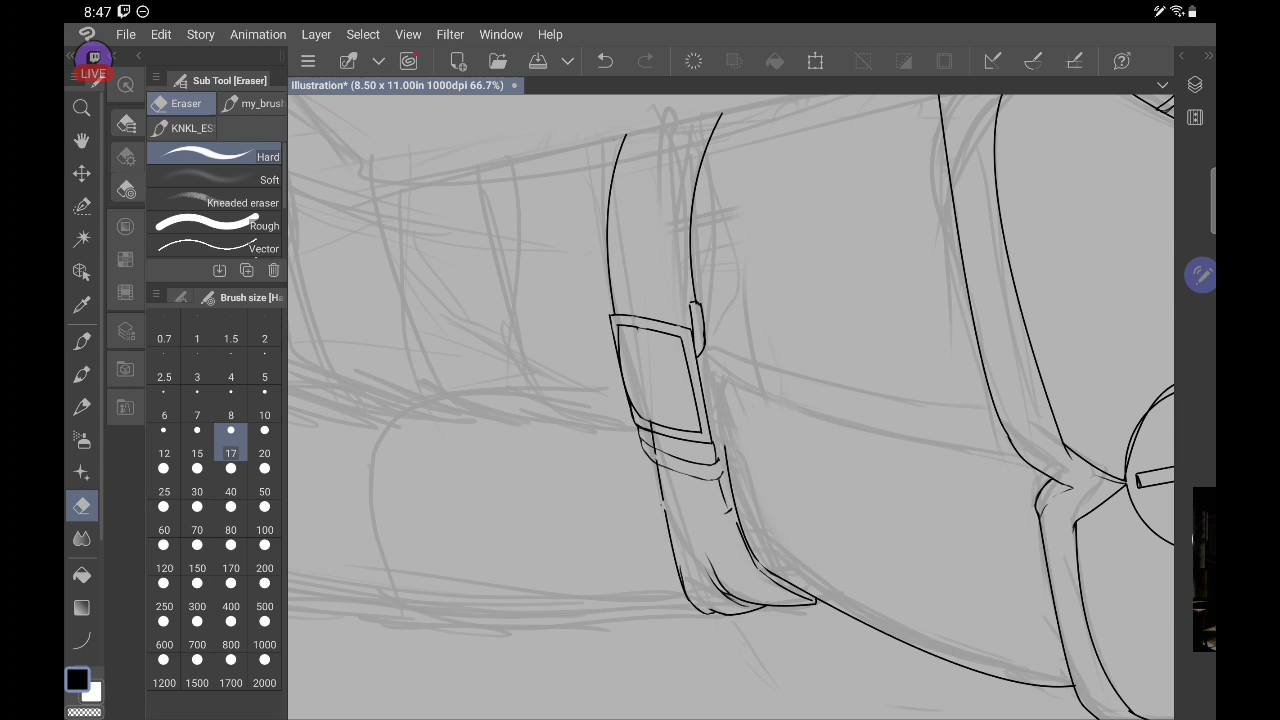 8:47
File Edit Story Animation Layer Select View Filter Window Help
LIVE
Sub Tool [Eraser]
Illustration* (8.50 x 11.00in 1000dpi 66.7%)
Eraser my_brush
KNKL_ES
Hard
Soft
Kneaded eraser
Rough
Vector
Brush size [Ha
0.7 1 1.5 2
2.5 3 4 5
6 7 8 10
12 15 17 20
25 30 40 50
60 70 80 100
120 150 170 200
250 300 400 500
600 700 800 1000
1200 1500 1700 2000